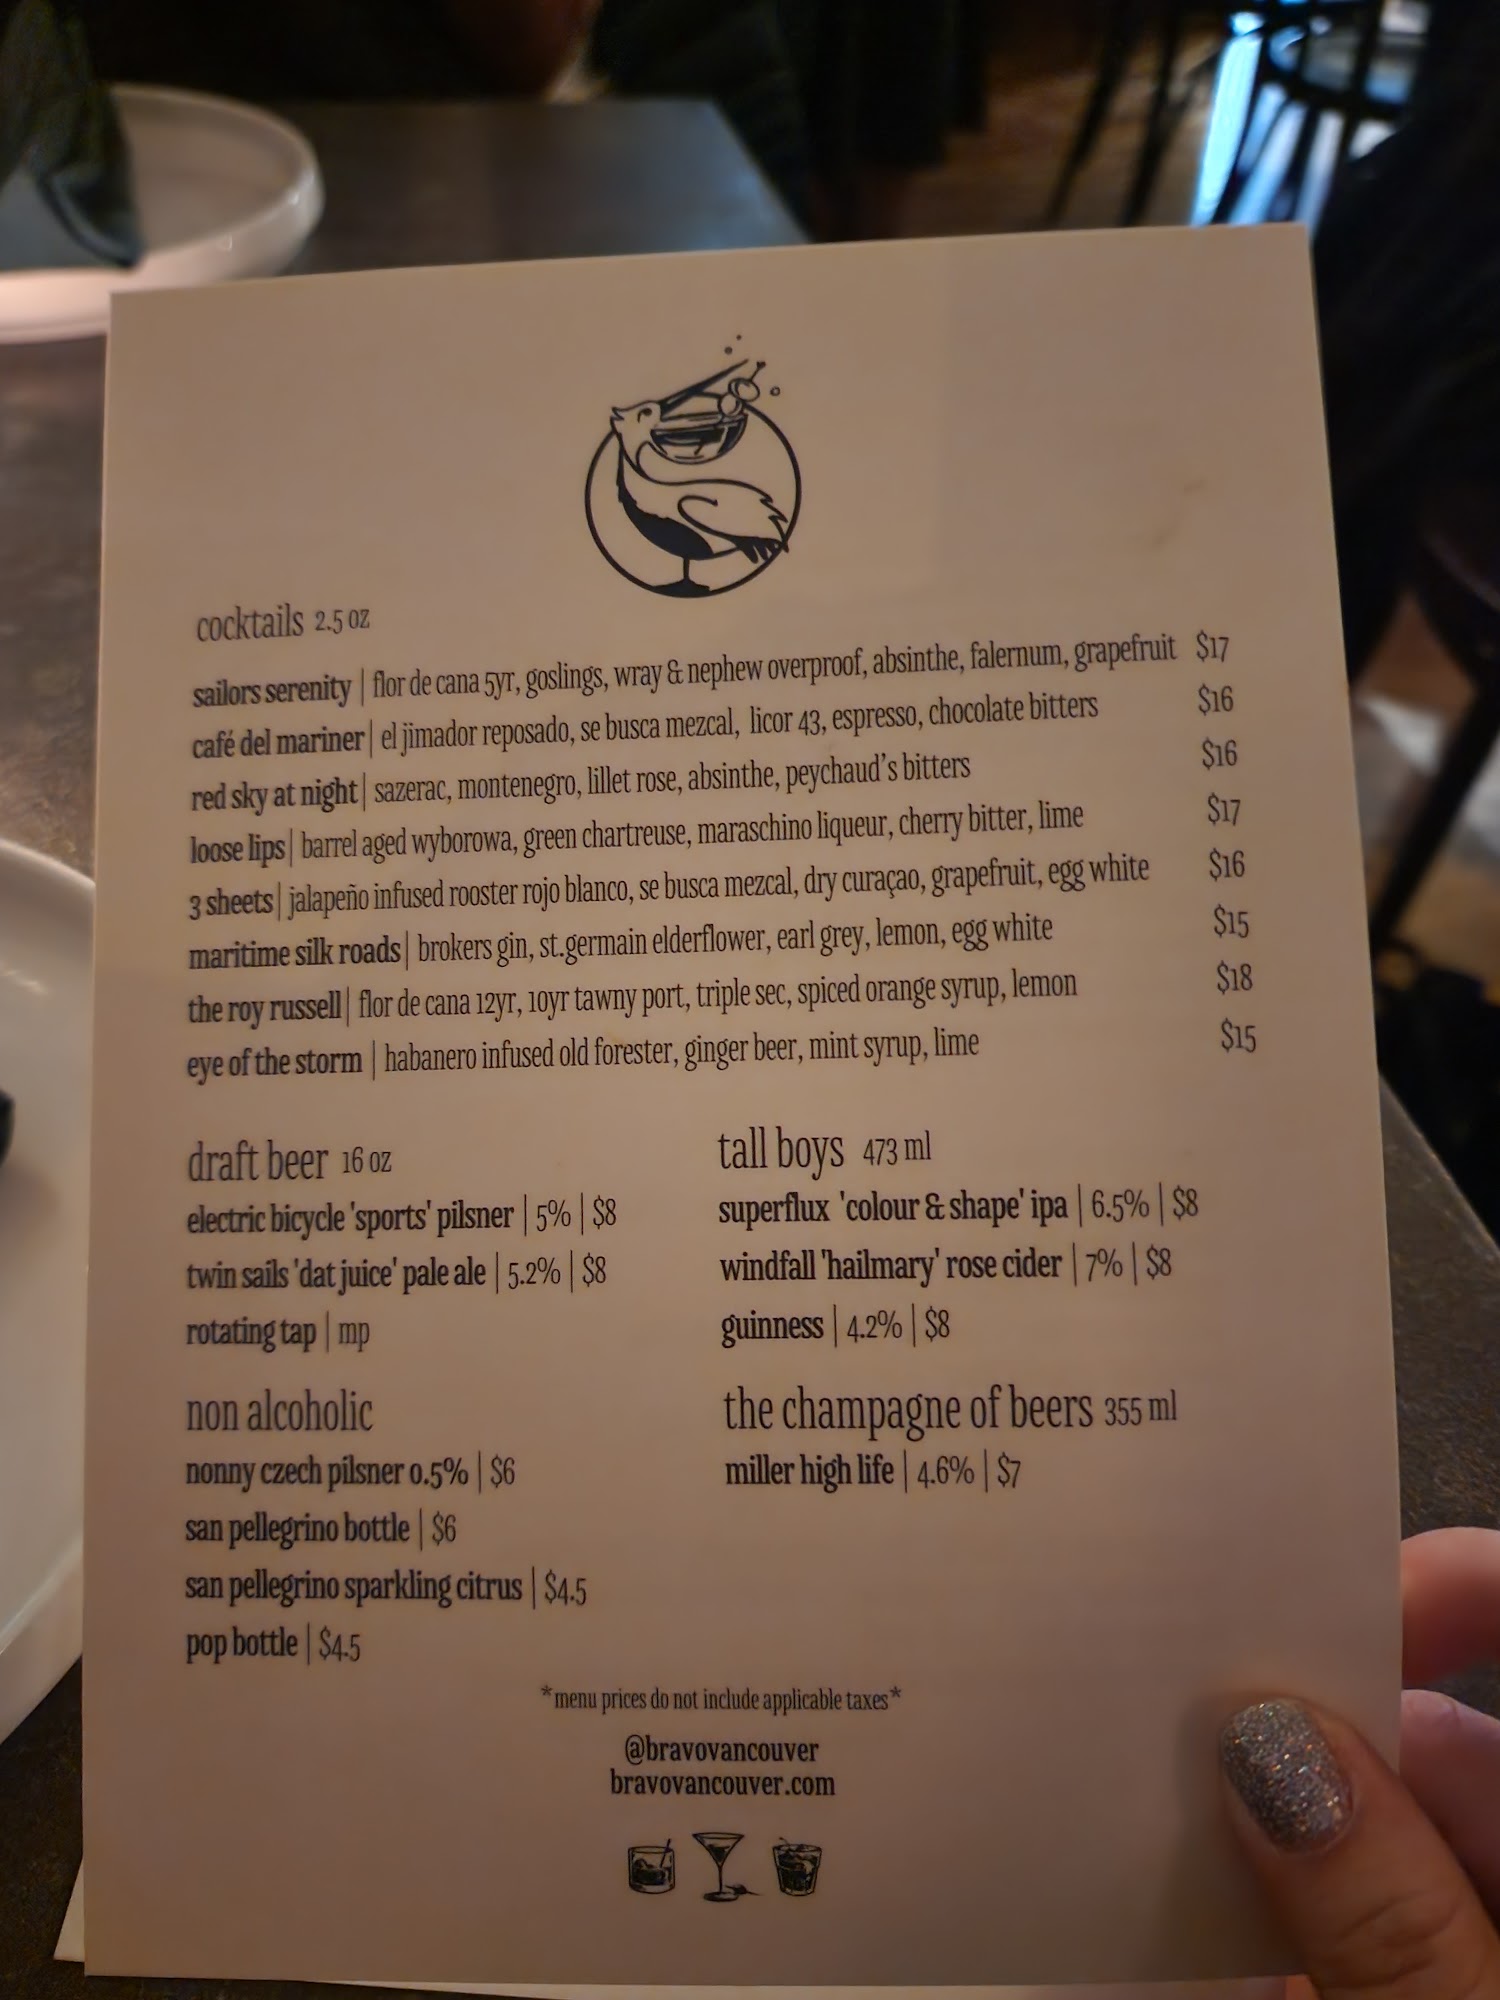 cocktails 2.5 oz
sailors serenity | flor de cana 5yr, goslings, wray & nephew overproof, absinthe, falernum, grapefruit $17
café del mariner | el jimador reposado, se busca mezcal, licor 43, espresso, chocolate bitters $16
red sky at night | sazerac, montenegro, lillet rose, absinthe, peychaud's bitters $16
loose lips | barrel aged wyborowa, green chartreuse, maraschino liqueur, cherry bitter, lime $17
3 sheets | jalapeño infused rooster rojo blanco, se busca mezcal, dry curaçao, grapefruit, egg white $16
maritime silk roads | brokers gin, st.germain elderflower, earl grey, lemon, egg white $15
the roy russell | flor de cana 12yr, 10yr tawny port, triple sec, spiced orange syrup, lemon $18
eye of the storm | habanero infused old forester, ginger beer, mint syrup, lime $15
draft beer 16 oz
electric bicycle 'sports' pilsner | 5% | $8
twin sails 'dat juice' pale ale | 5.2% | $8
rotating tap | mp
tall boys 473 ml
superflux 'colour & shape' ipa | 6.5% | $8
windfall 'hailmary' rose cider | 7% | $8
guinness | 4.2% | $8
non alcoholic
nonny czech pilsner 0.5% | $6
san pellegrino bottle | $6
san pellegrino sparkling citrus | $4.5
pop bottle | $4.5
the champagne of beers 355 ml
miller high life | 4.6% | $7
*menu prices do not include applicable taxes*
@bravovancouver
bravovancouver.com